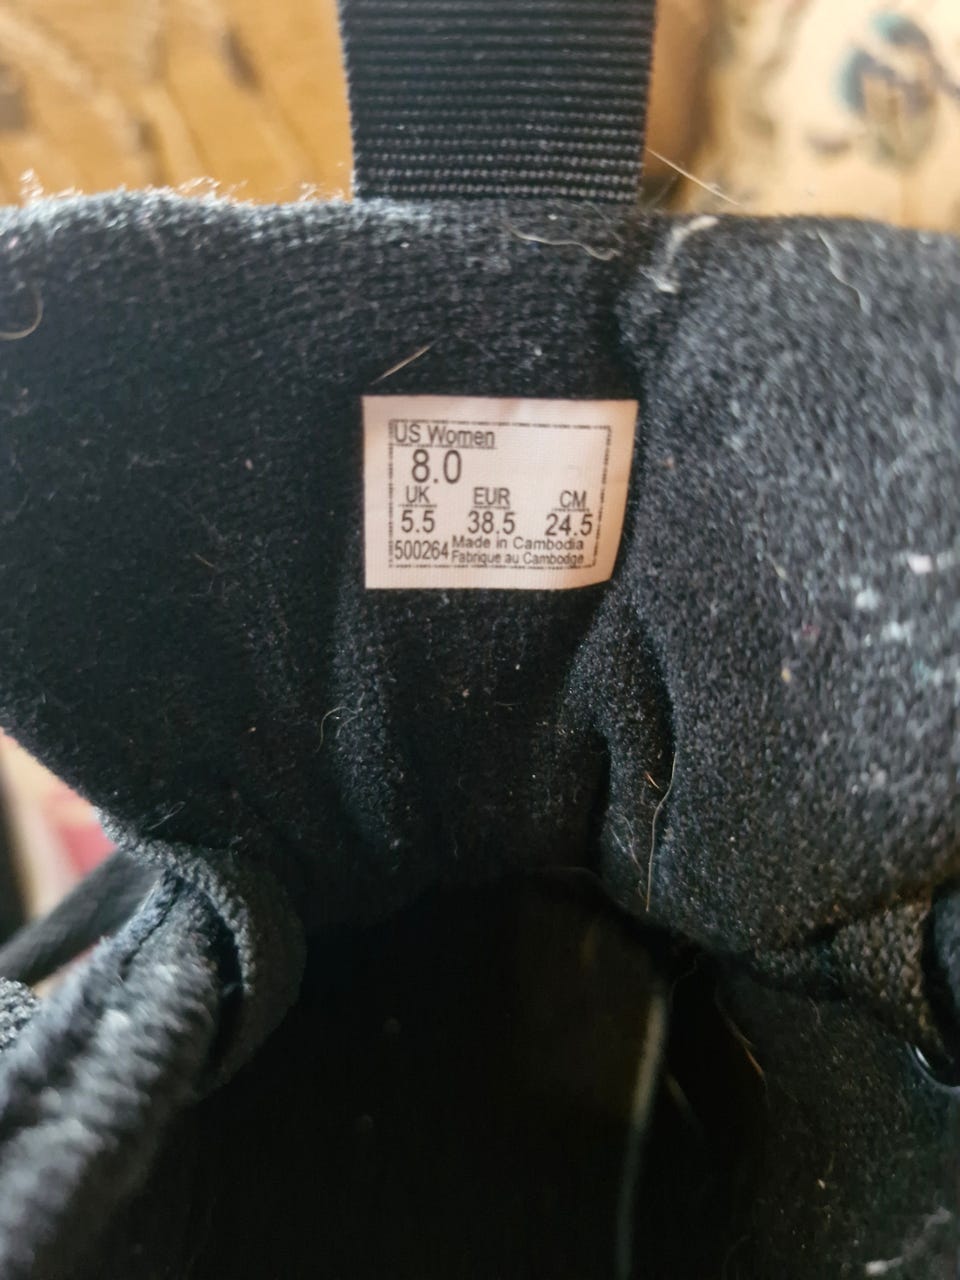 US Women
8.0
UK EUR CM
5.5 38.5 24.5
500264 Made in Cambodia
Fabrique au Cambodge